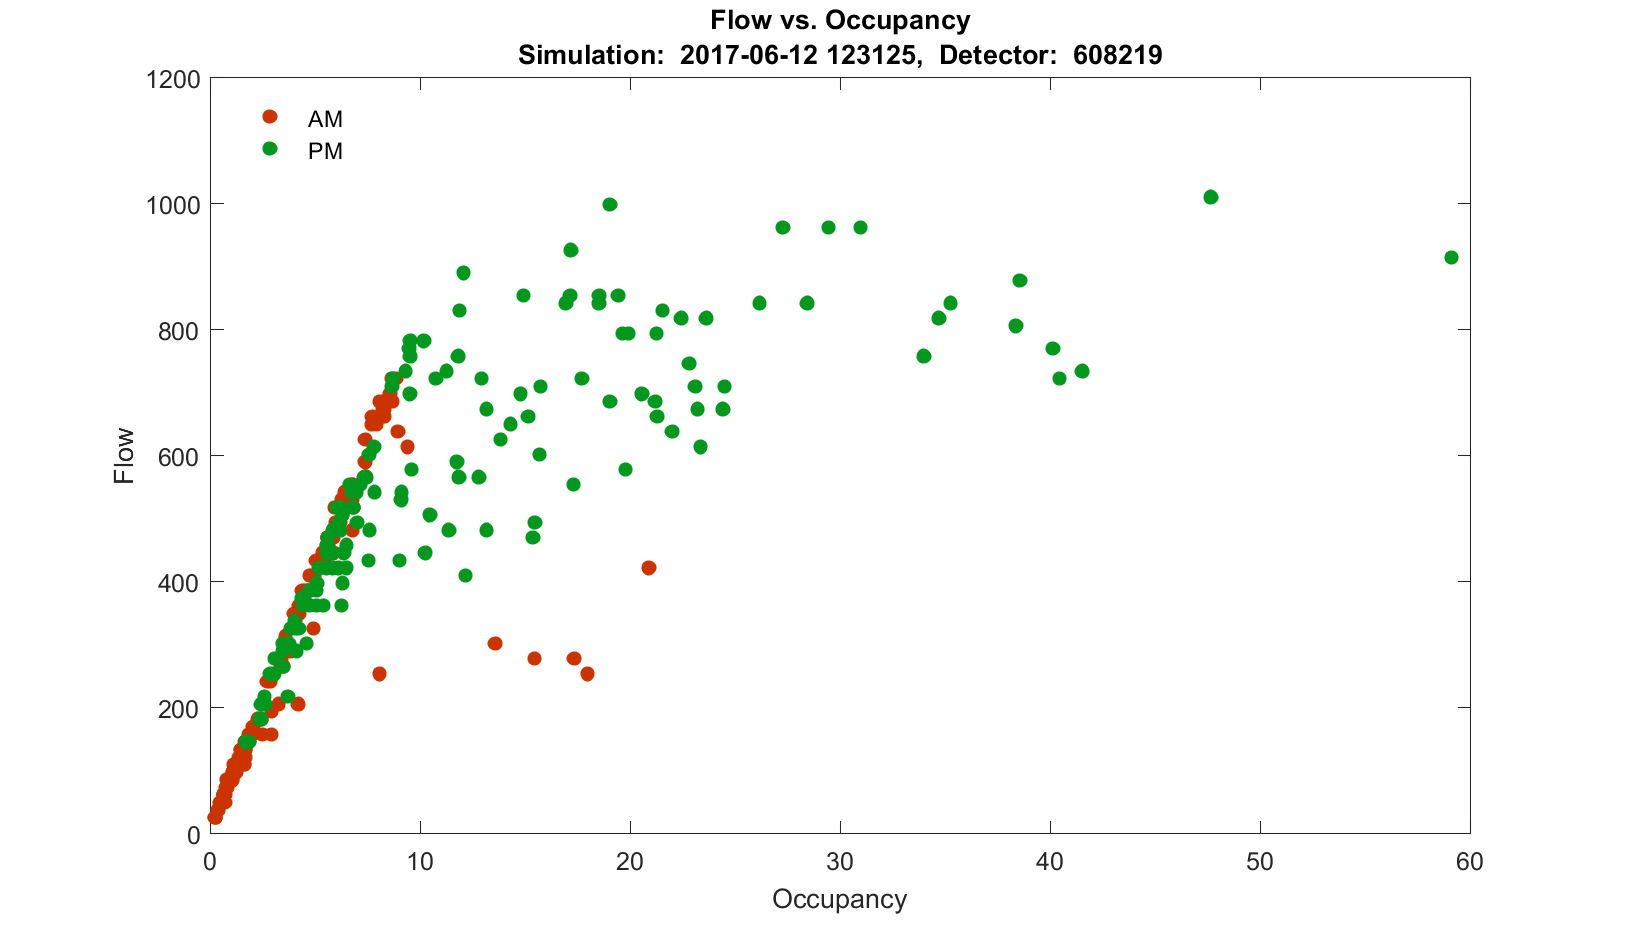 Flow vs. Occupancy
Simulation:  2017-06-12 123125,  Detector:  608219
1200
AM
PM
1000
800
600
400
200
0
Flow
0 10 20 30 40 50 60
Occupancy